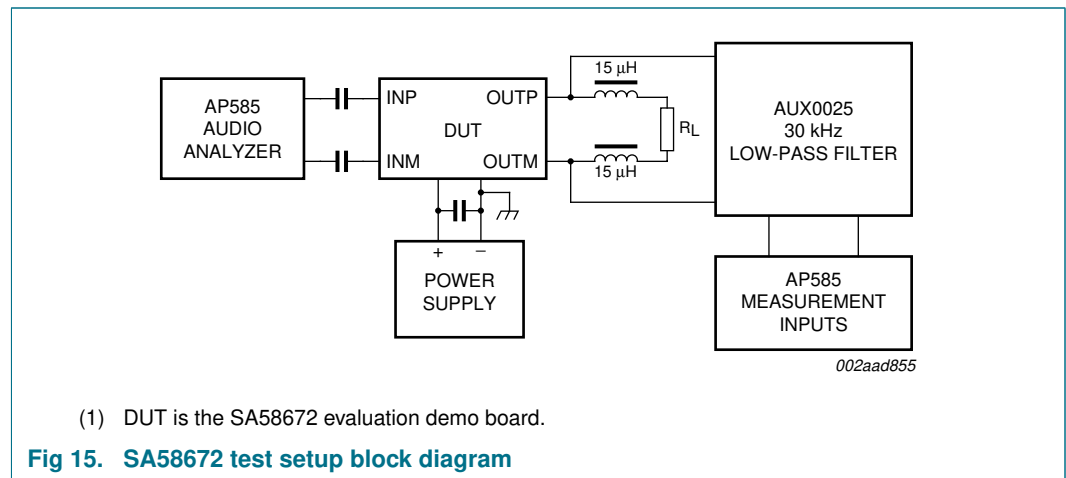 AP585
AUDIO
ANALYZER
INP
INM
DUT
OUTP
OUTM
15 μH
15 μH
RL
AUX0025
30 kHz
LOW-PASS FILTER
+ −
POWER
SUPPLY
AP585
MEASUREMENT
INPUTS
002aad855
(1) DUT is the SA58672 evaluation demo board.
Fig 15. SA58672 test setup block diagram